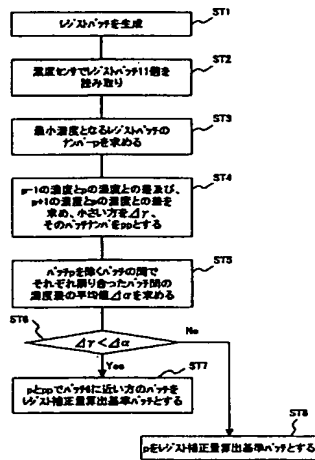 ST1
レジストパッチを生成
ST2
濃度センサでレジストパッチ11個を
読み取り
ST3
最小濃度となるレジストパッチの
ナンバーpを求める
ST4
p-1の濃度とpの濃度との差及び、
p+1の濃度とpの濃度との差を
求め、小さい方をΔγ、
そのパッチナンバをppとする
ST5
パッチpを除くパッチの間で
それぞれ隣り合ったパッチ間の
濃度差の平均値Δαを求める
ST6
Δγ<Δα
No
Yes
ST7
pとppでパッチ6に近い方のパッチを
レジスト補正量算出基準パッチとする
ST8
pをレジスト補正量算出基準パッチとする